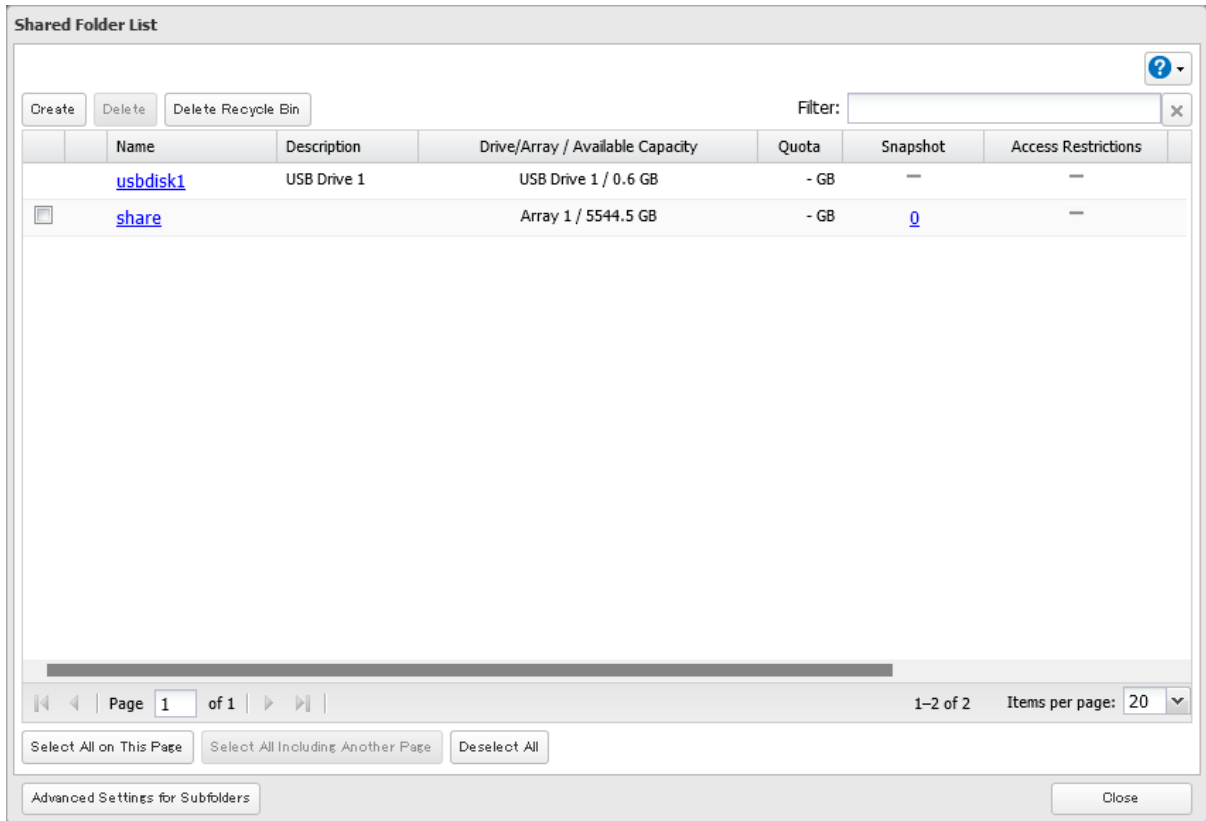 Shared Folder List
?
Create Delete Delete Recycle Bin Filter:
Name Description Drive/Array / Available Capacity Quota Snapshot Access Restrictions
usbdisk1 USB Drive 1 USB Drive 1 / 0.6 GB - GB — —
share Array 1 / 5544.5 GB - GB 0 —
Page 1 of 1 1–2 of 2 Items per page: 20
Select All on This Page Select All Including Another Page Deselect All
Advanced Settings for Subfolders Close